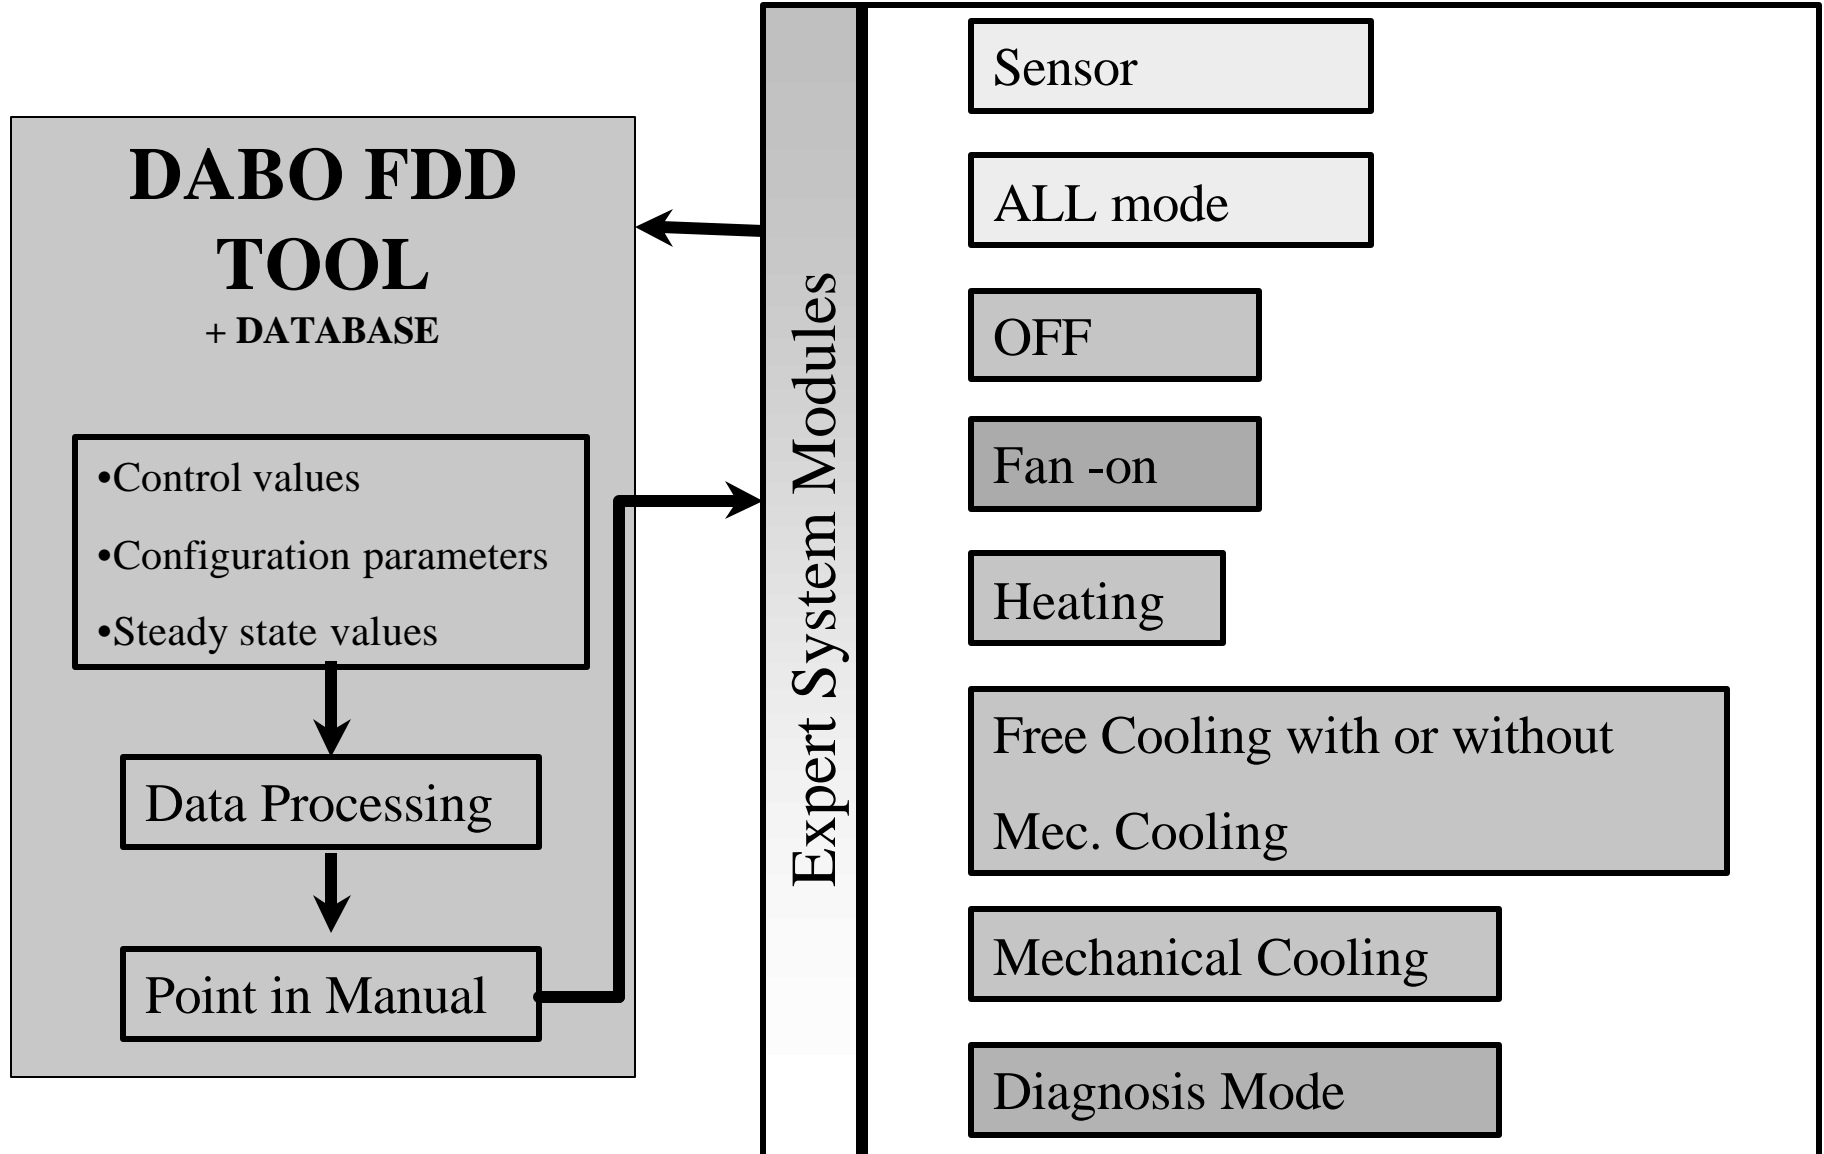 DABO FDD
TOOL
+ DATABASE
•Control values
•Configuration parameters
•Steady state values
Data Processing
Point in Manual
Expert System Modules
Sensor
ALL mode
OFF
Fan -on
Heating
Free Cooling with or without
Mec. Cooling
Mechanical Cooling
Diagnosis Mode